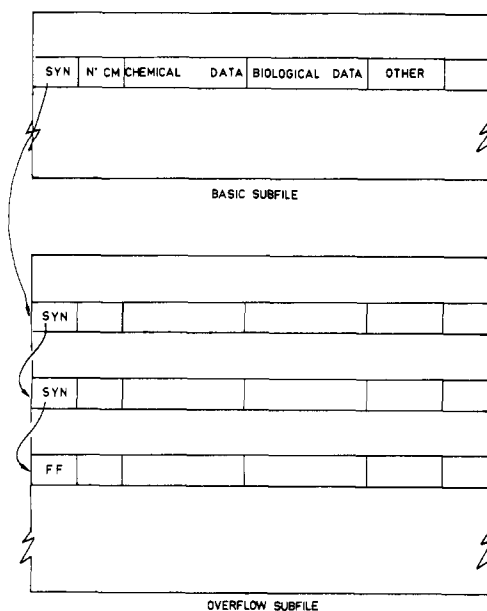 SYN N° CM CHEMICAL DATA BIOLOGICAL DATA OTHER
BASIC SUBFILE
SYN
SYN
FF
OVERFLOW SUBFILE